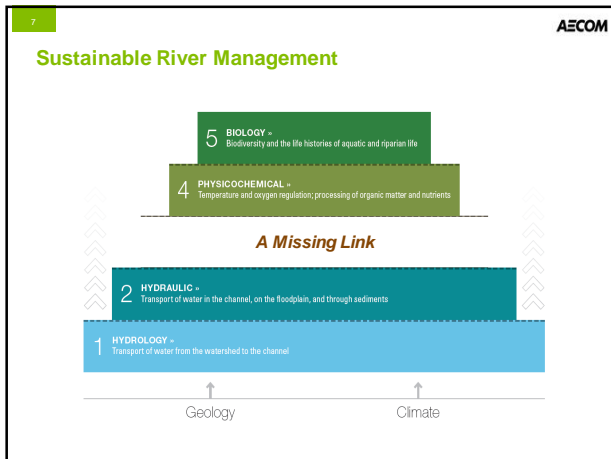 7
AECOM
Sustainable River Management
5 BIOLOGY »
Biodiversity and the life histories of aquatic and riparian life
4 PHYSICOCHEMICAL »
Temperature and oxygen regulation; processing of organic matter and nutrients
A Missing Link
2 HYDRAULIC »
Transport of water in the channel, on the floodplain, and through sediments
1 HYDROLOGY »
Transport of water from the watershed to the channel
Geology Climate